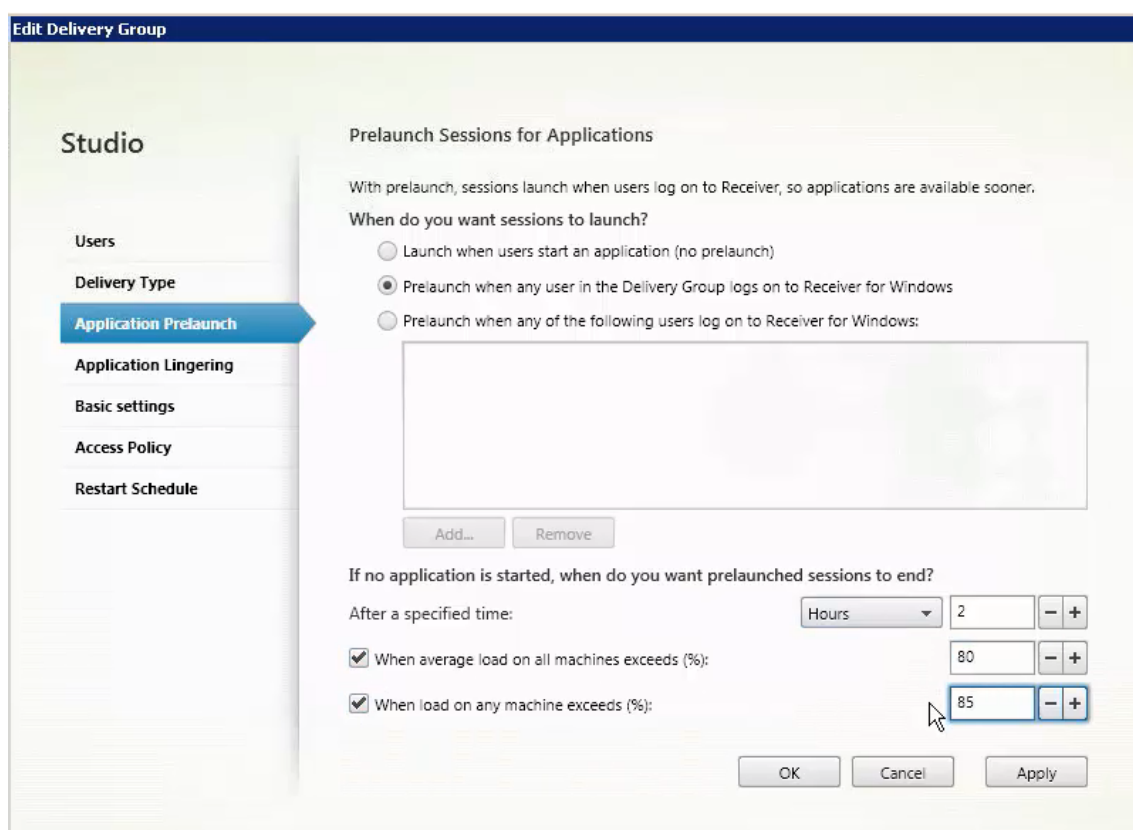 Edit Delivery Group
Studio
Users
Delivery Type
Application Prelaunch
Application Lingering
Basic settings
Access Policy
Restart Schedule
Prelaunch Sessions for Applications
With prelaunch, sessions launch when users log on to Receiver, so applications are available sooner.
When do you want sessions to launch?
Launch when users start an application (no prelaunch)
Prelaunch when any user in the Delivery Group logs on to Receiver for Windows
Prelaunch when any of the following users log on to Receiver for Windows:
Add... Remove
If no application is started, when do you want prelaunched sessions to end?
After a specified time: Hours 2 − +
When average load on all machines exceeds (%): 80 − +
When load on any machine exceeds (%): 85 − +
OK Cancel Apply